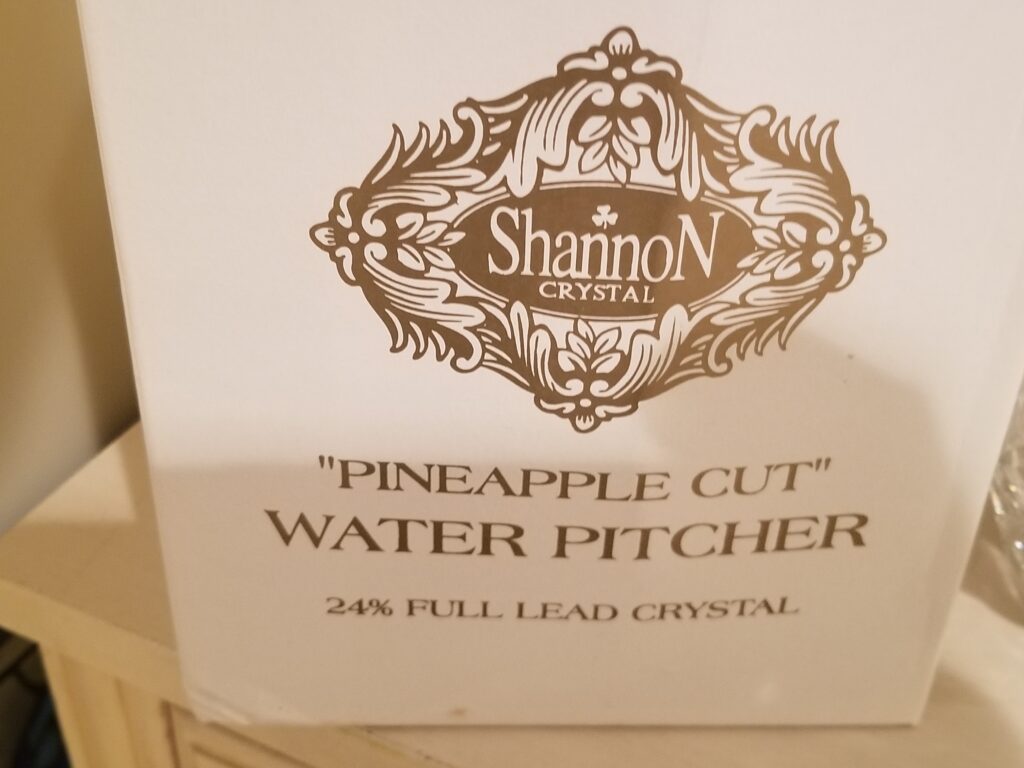 ShannoN
CRYSTAL
"PINEAPPLE CUT"
WATER PITCHER
24% FULL LEAD CRYSTAL